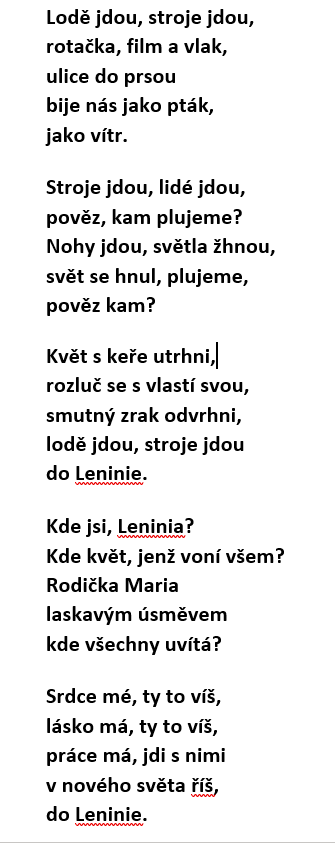 Lodě jdou, stroje jdou,
rotačka, film a vlak,
ulice do prsou
bije nás jako pták,
jako vítr.
Stroje jdou, lidé jdou,
pověz, kam plujeme?
Nohy jdou, světla žhnou,
svět se hnul, plujeme,
pověz kam?
Květ s keře utrhni,
rozluč se s vlastí svou,
smutný zrak odvrhni,
lodě jdou, stroje jdou
do Leninie.
Kde jsi, Leninia?
Kde květ, jenž voní všem?
Rodička Maria
laskavým úsměvem
kde všechny uvítá?
Srdce mé, ty to víš,
lásko má, ty to víš,
práce má, jdi s nimi
v nového světa říš,
do Leninie.